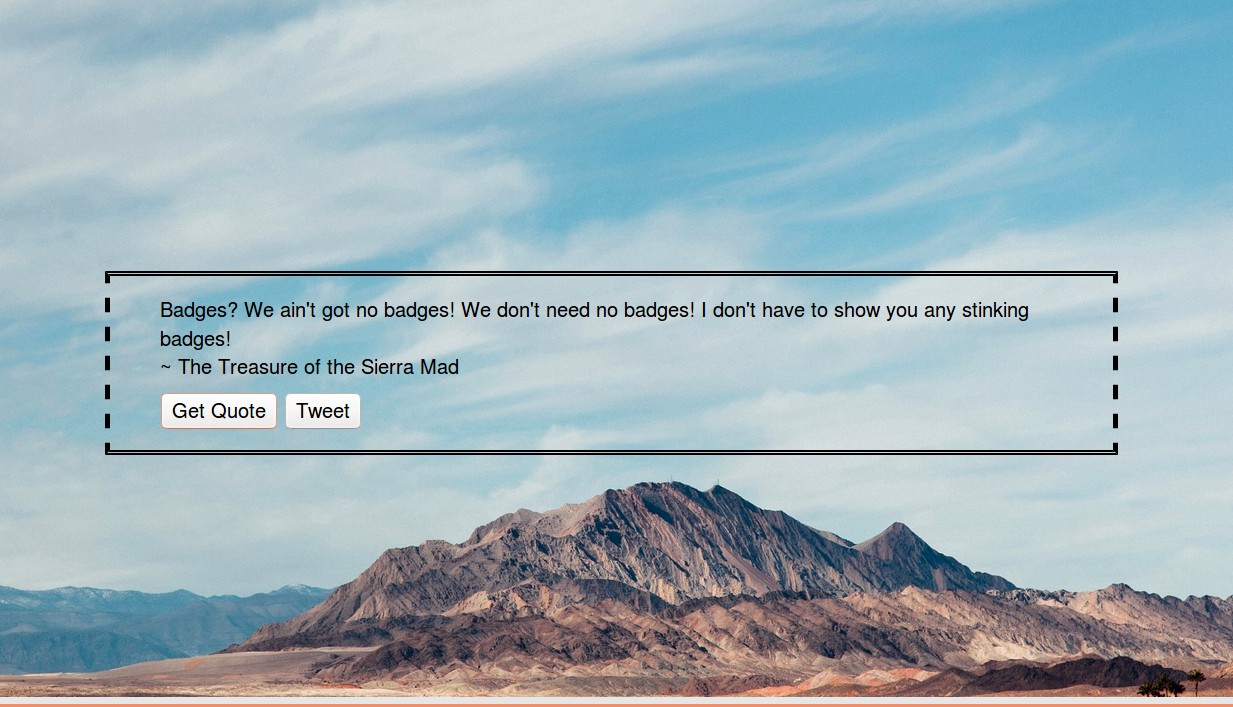 Badges? We ain't got no badges! We don't need no badges! I don't have to show you any stinking
badges!
~ The Treasure of the Sierra Mad
Get Quote Tweet